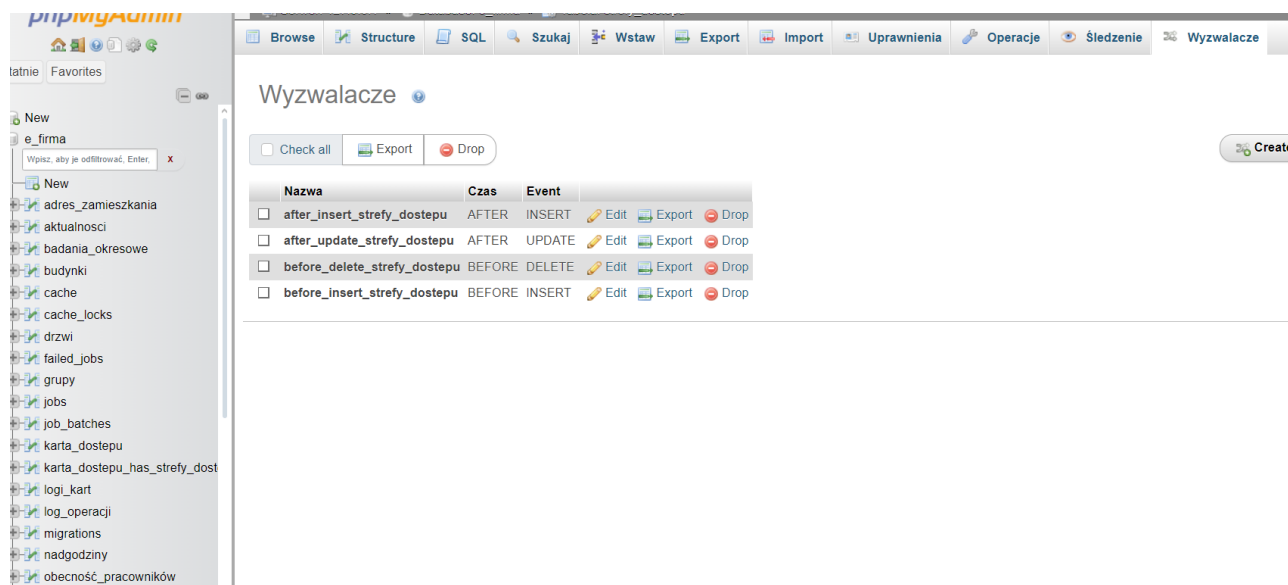 phpMyAdmin
tatnie Favorites
New
e_firma
Wpisz, aby je odfiltrować, Enter, X
New
adres_zamieszkania
aktualnosci
badania_okresowe
budynki
cache
cache_locks
drzwi
failed_jobs
grupy
jobs
job_batches
karta_dostepu
karta_dostepu_has_strefy_dost
logi_kart
log_operacji
migrations
nadgodziny
obecność_pracowników
Browse Structure SQL Szukaj Wstaw Export Import Uprawnienia Operacje Śledzenie Wyzwalacze
Wyzwalacze
Check all Export Drop
Create
Nazwa Czas Event
after_insert_strefy_dostepu AFTER INSERT Edit Export Drop
after_update_strefy_dostepu AFTER UPDATE Edit Export Drop
before_delete_strefy_dostepu BEFORE DELETE Edit Export Drop
before_insert_strefy_dostepu BEFORE INSERT Edit Export Drop